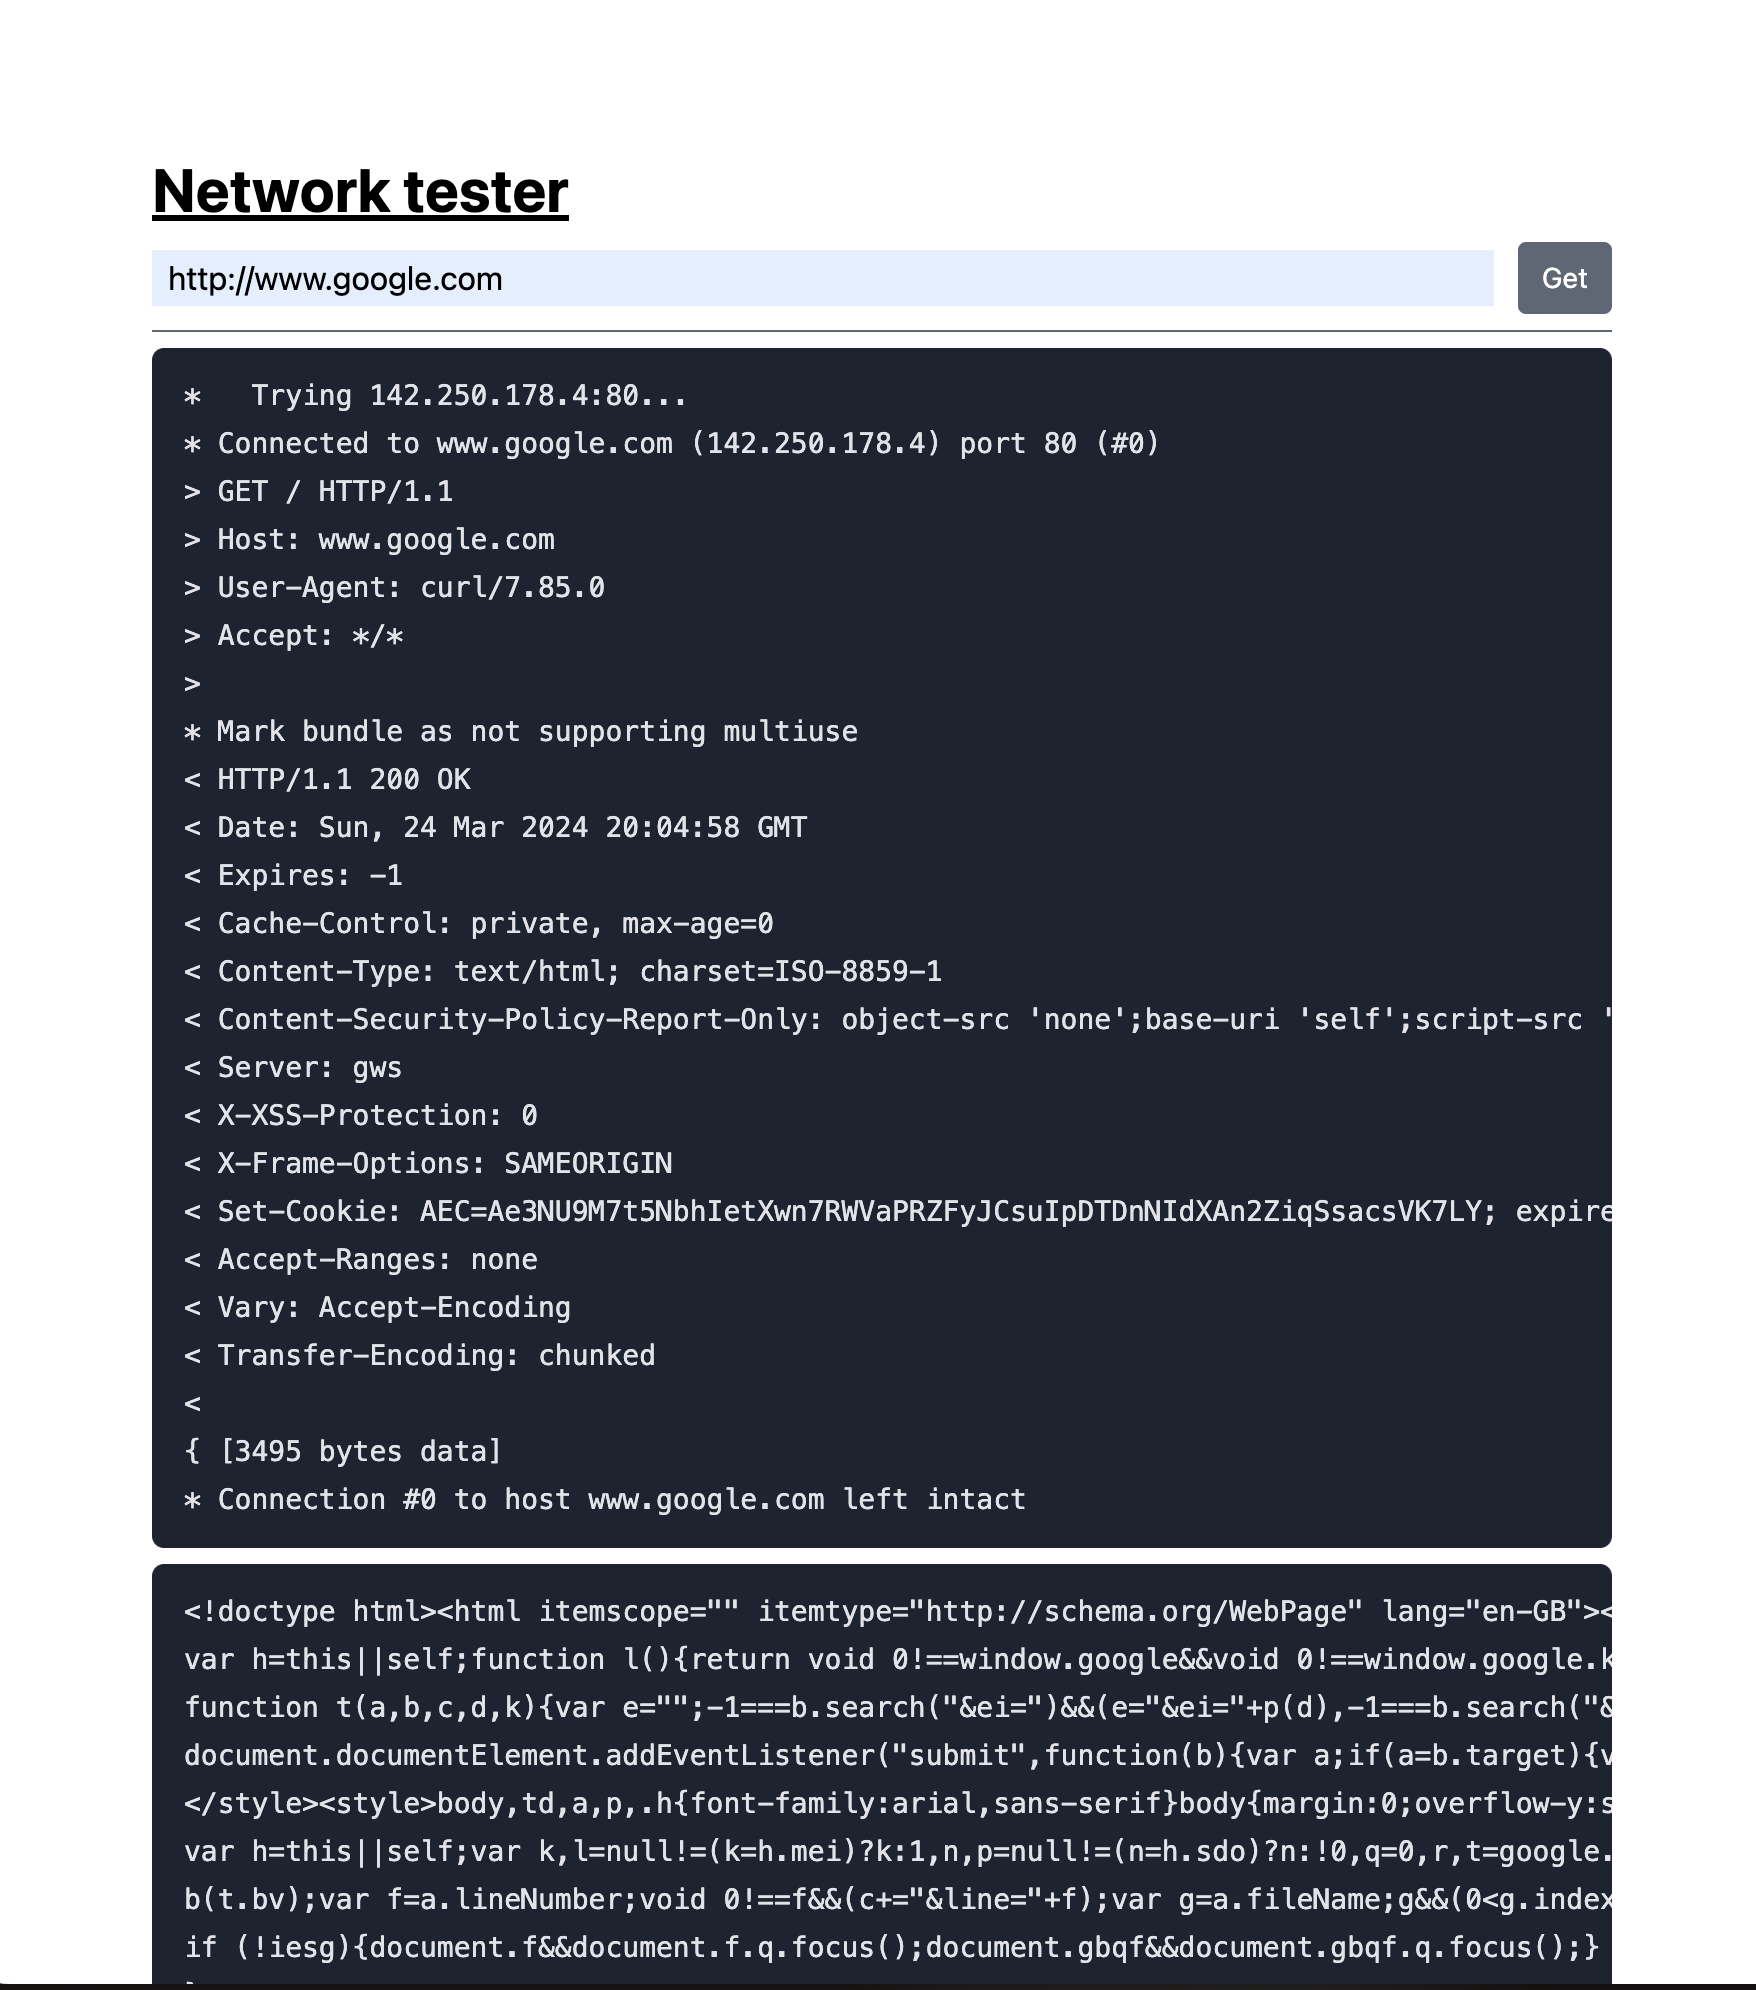 Network tester
http://www.google.com
Get
*   Trying 142.250.178.4:80...
* Connected to www.google.com (142.250.178.4) port 80 (#0)
> GET / HTTP/1.1
> Host: www.google.com
> User-Agent: curl/7.85.0
> Accept: */*
>
* Mark bundle as not supporting multiuse
< HTTP/1.1 200 OK
< Date: Sun, 24 Mar 2024 20:04:58 GMT
< Expires: -1
< Cache-Control: private, max-age=0
< Content-Type: text/html; charset=ISO-8859-1
< Content-Security-Policy-Report-Only: object-src 'none';base-uri 'self';script-src '
< Server: gws
< X-XSS-Protection: 0
< X-Frame-Options: SAMEORIGIN
< Set-Cookie: AEC=Ae3NU9M7t5NbhIetXwn7RWVaPRZFyJCsuIpDTDnNIdXAn2ZiqSsacsVK7LY; expire
< Accept-Ranges: none
< Vary: Accept-Encoding
< Transfer-Encoding: chunked
<
{ [3495 bytes data]
* Connection #0 to host www.google.com left intact
<!doctype html><html itemscope="" itemtype="http://schema.org/WebPage" lang="en-GB"><
var h=this||self;function l(){return void 0!==window.google&&void 0!==window.google.k
function t(a,b,c,d,k){var e="";-1===b.search("&ei=")&&(e="&ei="+p(d),-1===b.search("&
document.documentElement.addEventListener("submit",function(b){var a;if(a=b.target){v
</style><style>body,td,a,p,.h{font-family:arial,sans-serif}body{margin:0;overflow-y:s
var h=this||self;var k,l=null!=(k=h.mei)?k:1,n,p=null!=(n=h.sdo)?n:!0,q=0,r,t=google.
b(t.bv);var f=a.lineNumber;void 0!==f&&(c+="&line="+f);var g=a.fileName;g&&(0<g.index
if (!iesg){document.f&&document.f.q.focus();document.gbqf&&document.gbqf.q.focus();}